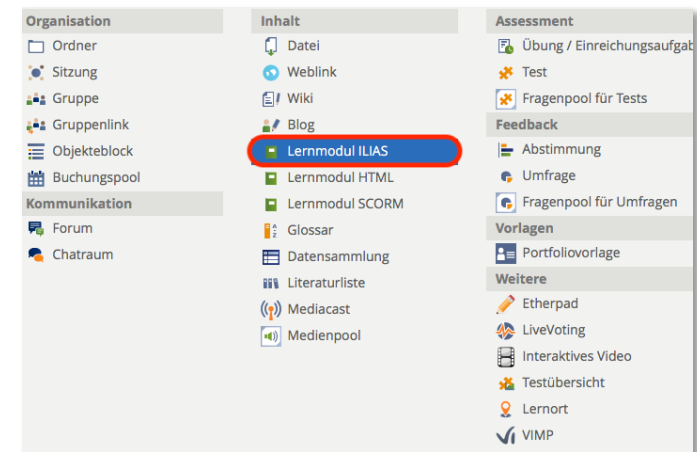 Organisation
Ordner
Sitzung
Gruppe
Gruppenlink
Objekteblock
Buchungspool
Kommunikation
Forum
Chatraum
Inhalt
Datei
Weblink
Wiki
Blog
Lernmodul ILIAS
Lernmodul HTML
Lernmodul SCORM
Glossar
Datensammlung
Literaturliste
Mediacast
Medienpool
Assessment
Übung / Einreichungsaufgab
Test
Fragenpool für Tests
Feedback
Abstimmung
Umfrage
Fragenpool für Umfragen
Vorlagen
Portfoliovorlage
Weitere
Etherpad
LiveVoting
Interaktives Video
Testübersicht
Lernort
VIMP